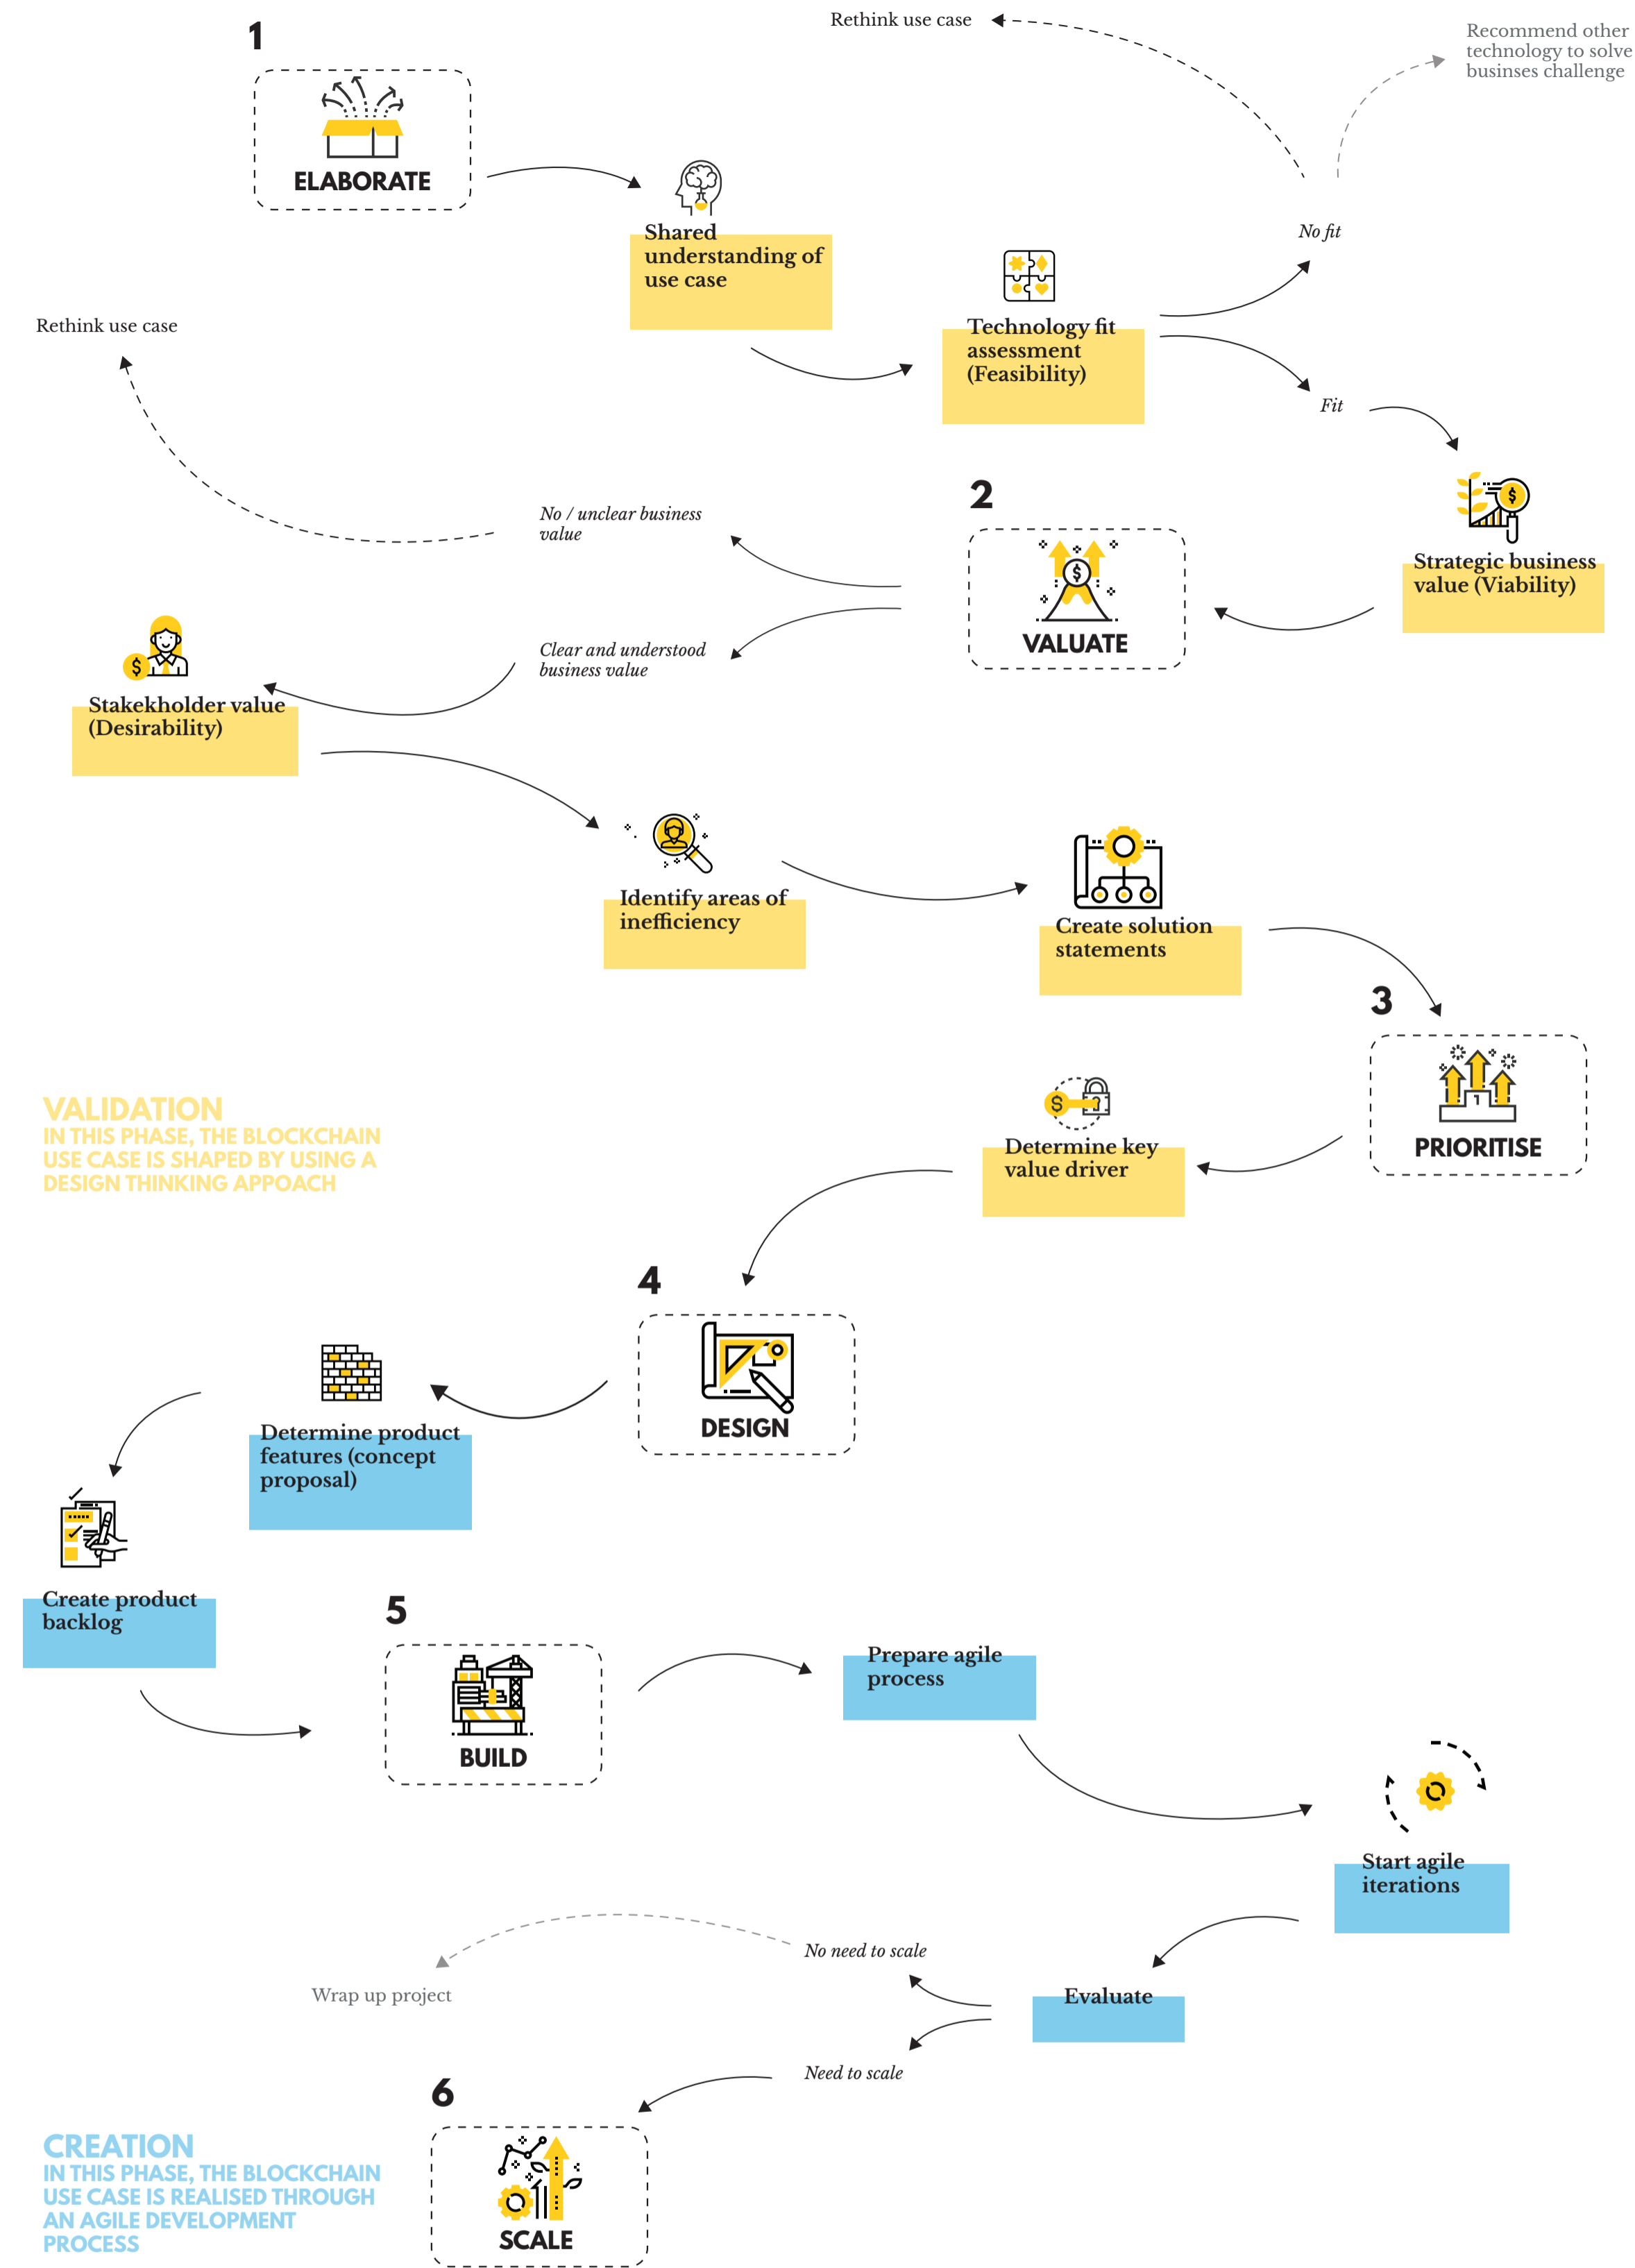 Rethink use case
Recommend other
technology to solve
businses challenge
1
ELABORATE
Shared
understanding of
use case
No fit
Technology fit
assessment
(Feasibility)
Rethink use case
Fit
2
No / unclear business
value
VALUATE
Strategic business
value (Viability)
Clear and understood
business value
Stakekholder value
(Desirability)
Identify areas of
inefficiency
Create solution
statements
3
PRIORITISE
VALIDATION
IN THIS PHASE, THE BLOCKCHAIN
USE CASE IS SHAPED BY USING A
DESIGN THINKING APPOACH
Determine key
value driver
4
DESIGN
Determine product
features (concept
proposal)
Create product
backlog
5
BUILD
Prepare agile
process
Start agile
iterations
No need to scale
Wrap up project
Evaluate
Need to scale
6
SCALE
CREATION
IN THIS PHASE, THE BLOCKCHAIN
USE CASE IS REALISED THROUGH
AN AGILE DEVELOPMENT
PROCESS